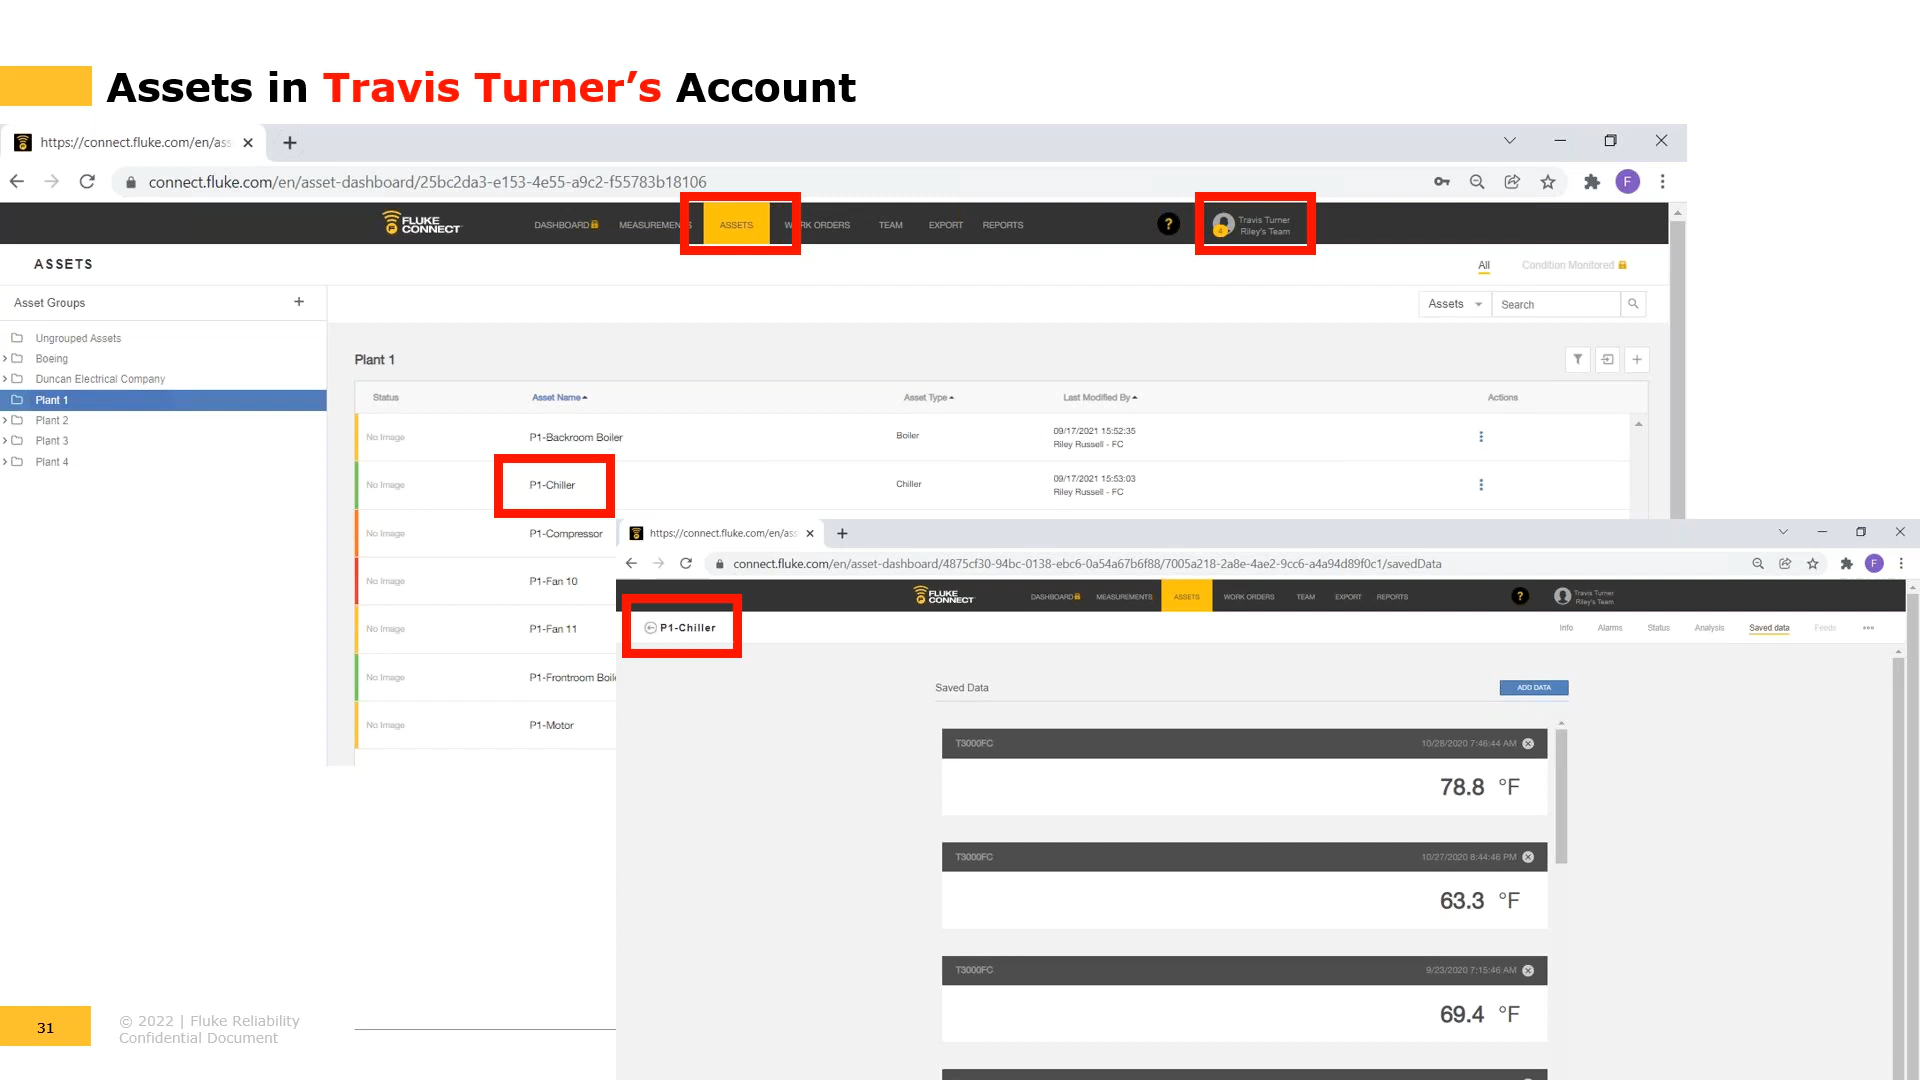 Assets in Travis Turner’s Account
https://connect.fluke.com/en/ass
connect.fluke.com/en/asset-dashboard/25bc2da3-e153-4e55-a9c2-f55783b18106
F
FLUKE CONNECT
DASHBOARD MEASUREMEN S ASSETS W RK ORDERS TEAM EXPORT REPORTS
?
4
Travis Turner
Riley's Team
ASSETS
All Condition Monitored
Asset Groups +
Assets Search
Ungrouped Assets
Boeing
Duncan Electrical Company
Plant 1
Plant 2
Plant 3
Plant 4
Plant 1
Status Asset Name Asset Type Last Modified By Actions
No Image P1-Backroom Boiler Boiler 09/17/2021 15:52:35
Riley Russell - FC
No Image P1-Chiller Chiller 09/17/2021 15:53:03
Riley Russell - FC
No Image P1-Compressor
No Image P1-Fan 10
No Image P1-Fan 11
No Image P1-Frontroom Boile
No Image P1-Motor
https://connect.fluke.com/en/ass
connect.fluke.com/en/asset-dashboard/4875cf30-94bc-0138-ebc6-0a54a67b6f88/7005a218-2a8e-4ae2-9cc6-a4a94d89f0c1/savedData
F
FLUKE CONNECT
DASHBOARD MEASUREMENTS ASSETS WORK ORDERS TEAM EXPORT REPORTS
?
Travis Turner
Riley's Team
P1-Chiller
Info Alarms Status Analysis Saved data Feeds
Saved Data ADD DATA
T3000FC 10/28/2020 7:46:44 AM
78.8 °F
T3000FC 10/27/2020 8:44:46 PM
63.3 °F
T3000FC 9/23/2020 7:15:46 AM
69.4 °F
31
© 2022 | Fluke Reliability
Confidential Document